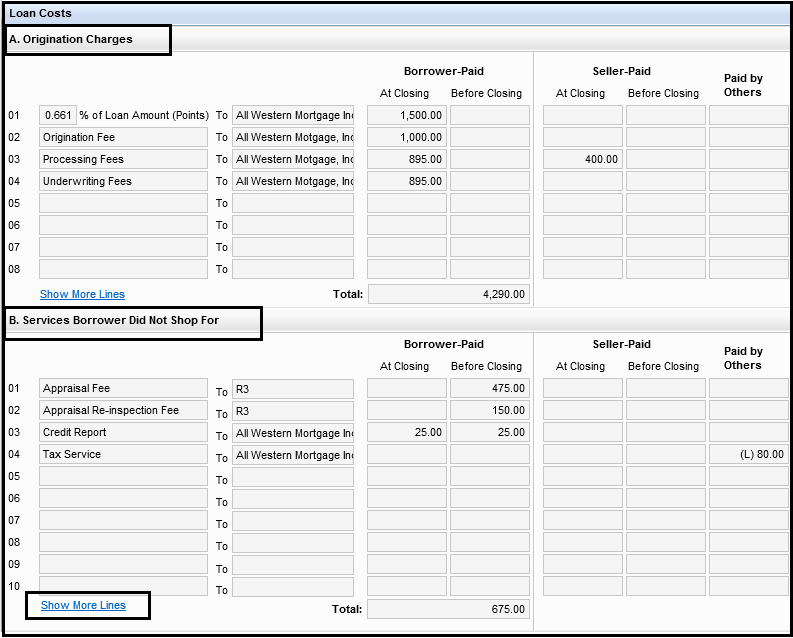 Loan Costs
A. Origination Charges
Borrower-Paid Seller-Paid Paid by
At Closing Before Closing At Closing Before Closing Others
01 0.661 % of Loan Amount (Points) To All Western Mortgage Inc 1,500.00
02 Origination Fee To All Western Motgage, Inc 1,000.00
03 Processing Fees To All Western Motgage, Inc 895.00 400.00
04 Underwriting Fees To All Western Motgage, Inc 895.00
05 To
06 To
07 To
08 To
Show More Lines Total: 4,290.00
B. Services Borrower Did Not Shop For
Borrower-Paid Seller-Paid Paid by
At Closing Before Closing At Closing Before Closing Others
01 Appraisal Fee To R3 475.00
02 Appraisal Re-inspection Fee To R3 150.00
03 Credit Report To All Western Mortgage Inc 25.00 25.00
04 Tax Service To All Western Mortgage Inc (L) 80.00
05 To
06 To
07 To
08 To
09 To
10 To
Show More Lines Total: 675.00